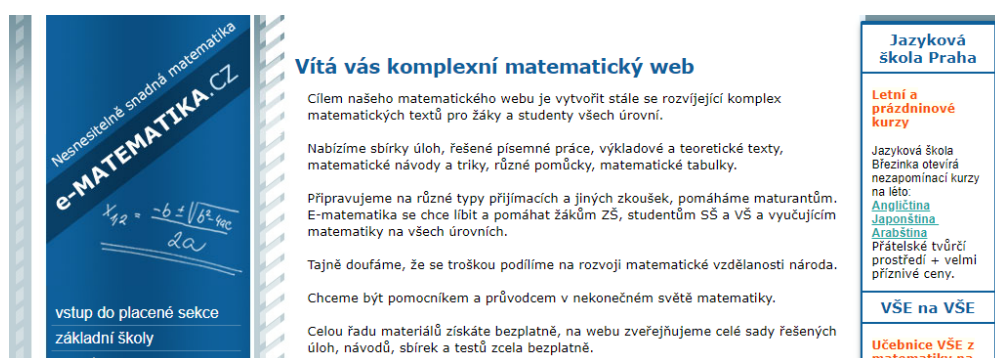 Nesnesitelně snadná matematika
e-MATEMATIKA.CZ
x₁,₂ = -b ± √b²-4ac
2a
vstup do placené sekce
základní školy
Vítá vás komplexní matematický web
Cílem našeho matematického webu je vytvořit stále se rozvíjející komplex
matematických textů pro žáky a studenty všech úrovní.
Nabízíme sbírky úloh, řešené písemné práce, výkladové a teoretické texty,
matematické návody a triky, různé pomůcky, matematické tabulky.
Připravujeme na různé typy přijímacích a jiných zkoušek, pomáháme maturantům.
E-matematika se chce líbit a pomáhat žákům ZŠ, studentům SŠ a VŠ a vyučujícím
matematiky na všech úrovních.
Tajně doufáme, že se troškou podílíme na rozvoji matematické vzdělanosti národa.
Chceme být pomocníkem a průvodcem v nekonečném světě matematiky.
Celou řadu materiálů získáte bezplatně, na webu zveřejňujeme celé sady řešených
úloh, návodů, sbírek a testů zcela bezplatně.
Jazyková
škola Praha
Letní a
prázdninové
kurzy
Jazyková škola
Březinka otevírá
nezapomínací kurzy
na léto:
Angličtina
Japonština
Arabština
Přátelské tvůrčí
prostředí + velmi
příznivé ceny.
VŠE na VŠE
Učebnice VŠE z
matematiky na